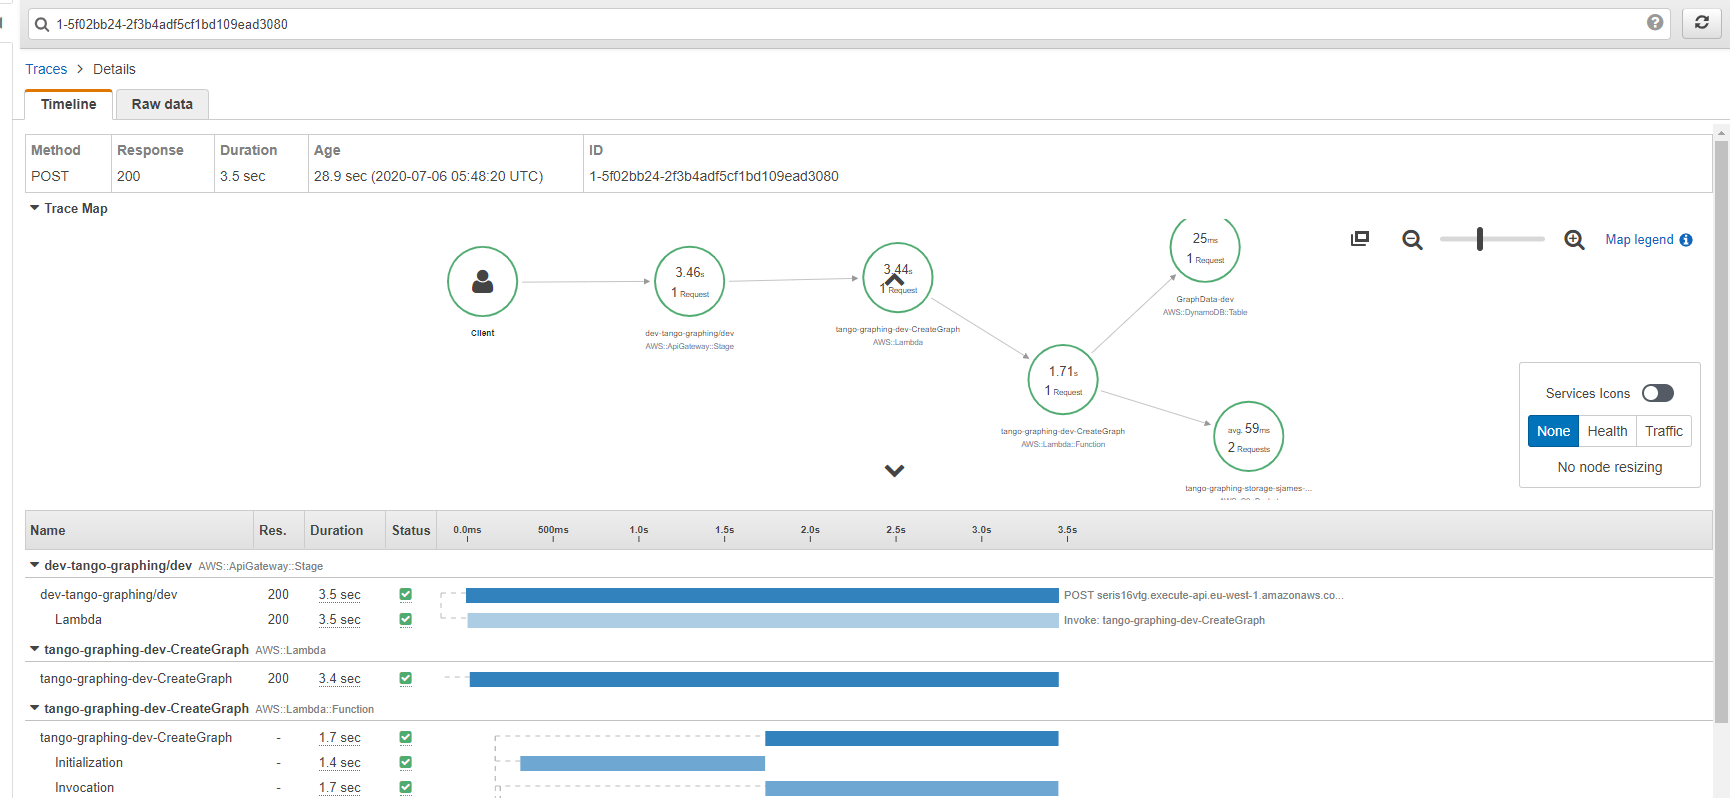 1-5f02bb24-2f3b4adf5cf1bd109ead3080
Traces > Details
Timeline Raw data
Method Response Duration Age ID
POST 200 3.5 sec 28.9 sec (2020-07-06 05:48:20 UTC) 1-5f02bb24-2f3b4adf5cf1bd109ead3080
Trace Map
Client
3.46s
1 Request
dev-tango-graphing/dev
AWS::ApiGateway::Stage
3.44s
1 Request
tango-graphing-dev-CreateGraph
AWS::Lambda
25ms
1 Request
GraphData-dev
AWS::DynamoDB::Table
1.71s
1 Request
tango-graphing-dev-CreateGraph
AWS::Lambda::Function
avg. 59ms
2 Requests
tango-graphing-storage-sjames-...
Map legend
Services Icons
None Health Traffic
No node resizing
Name Res. Duration Status 0.0ms 500ms 1.0s 1.5s 2.0s 2.5s 3.0s 3.5s
dev-tango-graphing/dev AWS::ApiGateway::Stage
dev-tango-graphing/dev 200 3.5 sec POST seris16vtg.execute-api.eu-west-1.amazonaws.co...
Lambda 200 3.5 sec Invoke: tango-graphing-dev-CreateGraph
tango-graphing-dev-CreateGraph AWS::Lambda
tango-graphing-dev-CreateGraph 200 3.4 sec
tango-graphing-dev-CreateGraph AWS::Lambda::Function
tango-graphing-dev-CreateGraph - 1.7 sec
Initialization - 1.4 sec
Invocation - 1.7 sec